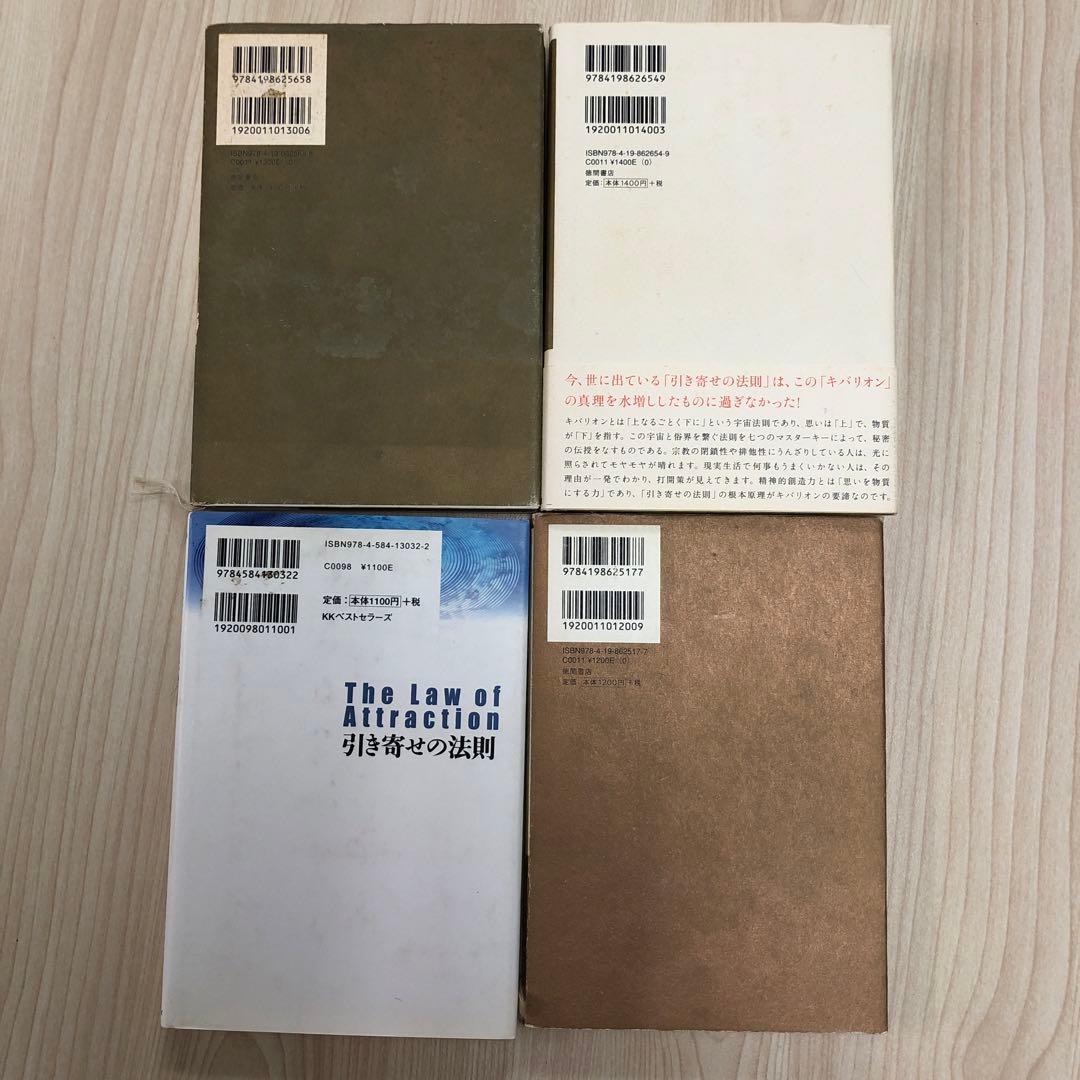 9784198625658
1920011013006
ISBN978-4-19-862565-8
C0011 ¥1300E (0)
徳間書店
9784198626549
1920011014003
ISBN978-4-19-862654-9
C0011 ¥1400E (0)
徳間書店
定価:本体1400円+税
今、世に出ている「引き寄せの法則」は、この「キバリオン」
の真理を水増ししたものに過ぎなかった!
キバリオンとは「上なるごとく下に」という宇宙法則であり、思いは「上」で、物質
が「下」を指す。この宇宙と俗界を繋ぐ法則を七つのマスターキーによって、秘密
の伝授をなすものである。宗教の閉鎖性や排他性にうんざりしている人は、光に
照らされてモヤモヤが晴れます。現実生活で何事もうまくいかない人は、その
理由が一発でわかり、打開策が見えてきます。精神的創造力とは「思いを物質
にする力」であり、「引き寄せの法則」の根本原理がキバリオンの要諦なのです。
9784584130322
1920098011001
ISBN978-4-584-13032-2
C0098 ¥1100E
定価:本体1100円+税
KKベストセラーズ
The Law of
Attraction
引き寄せの法則
9784198625177
1920011012009
ISBN978-4-19-862517-7
C0011 ¥1200E (0)
徳間書店
定価:本体1200円+税